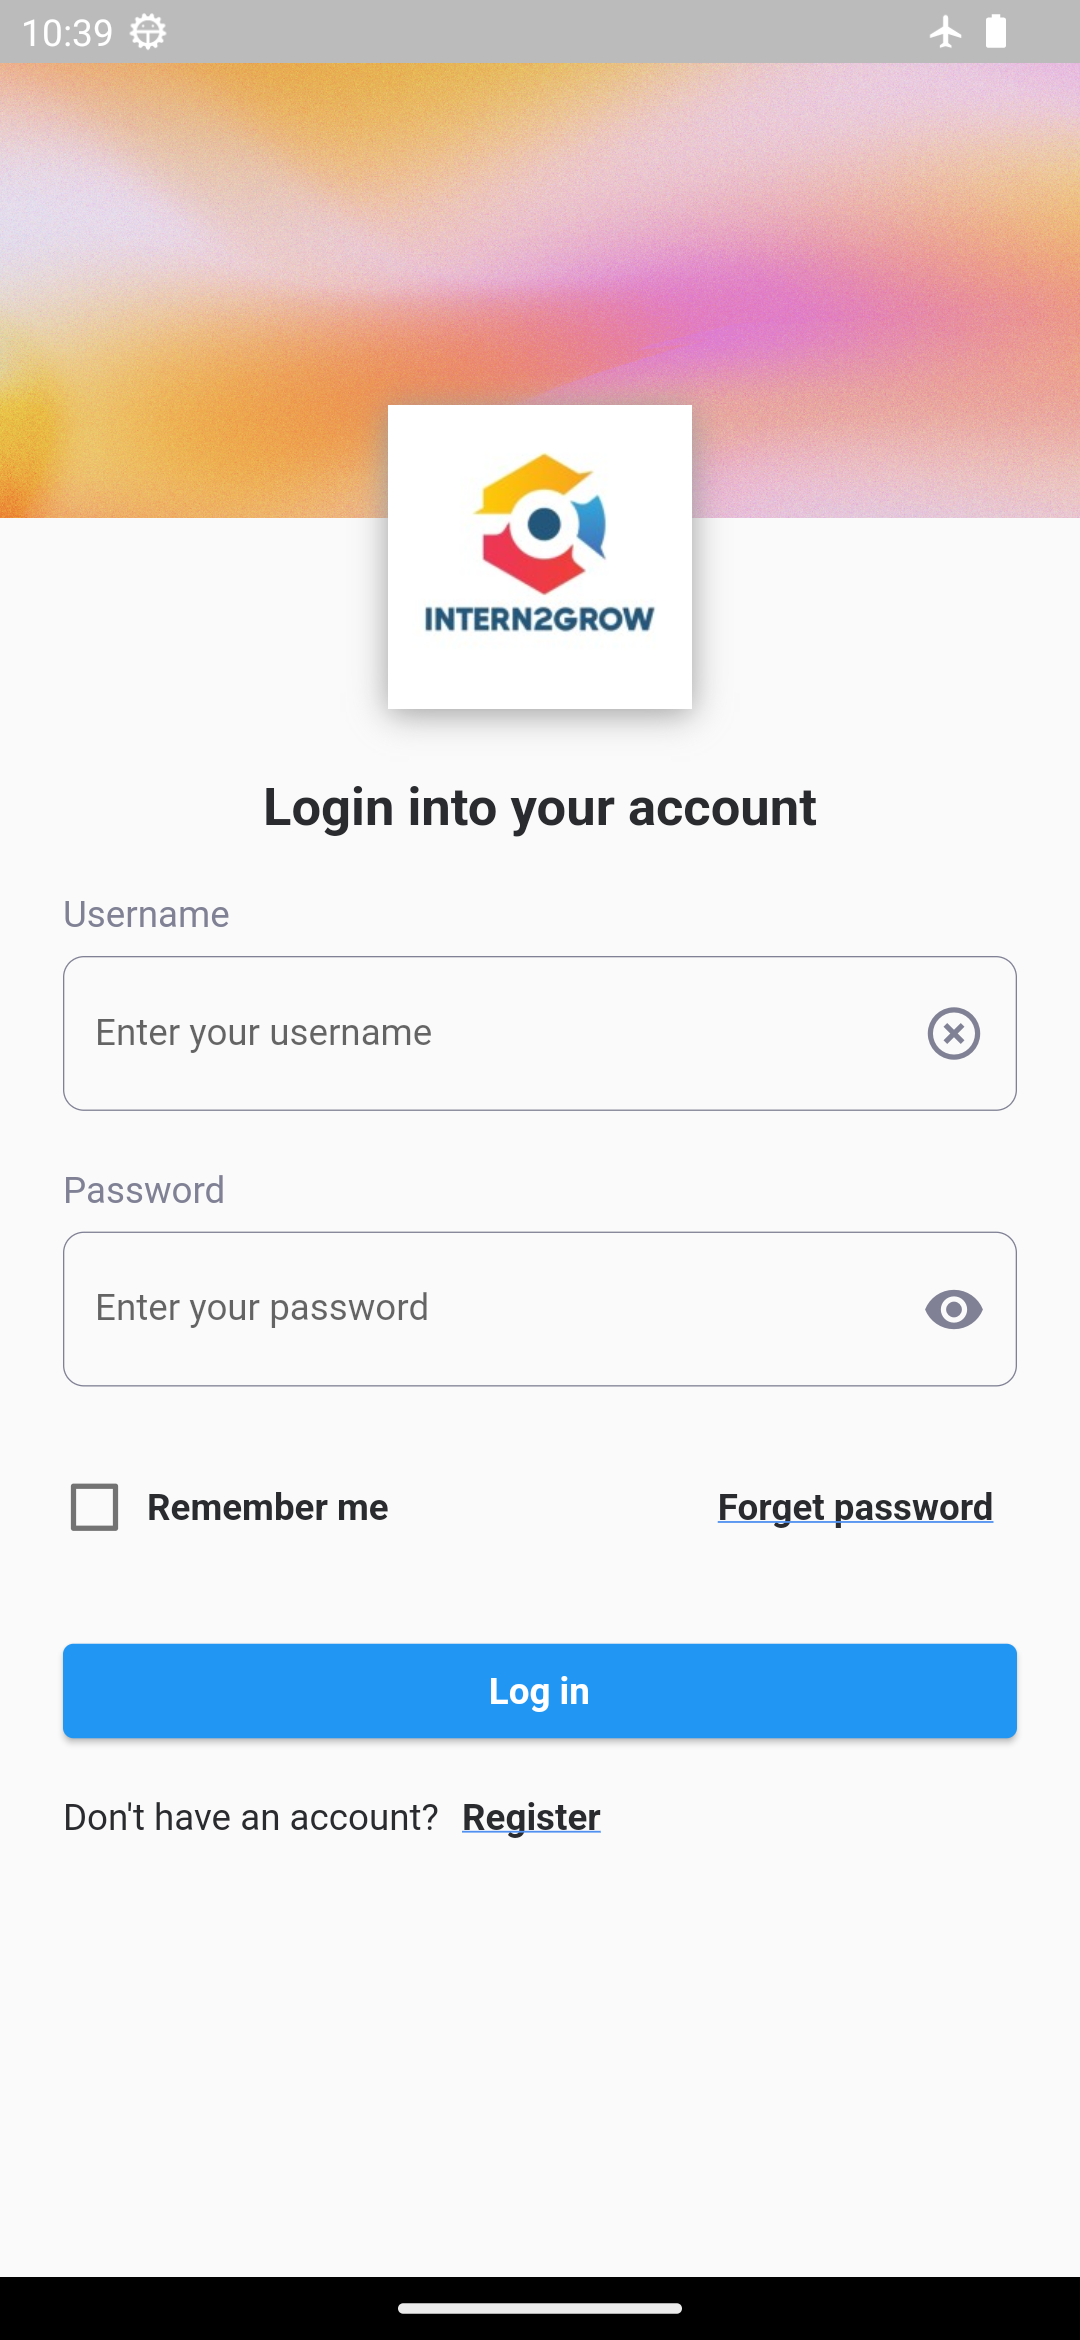 10:39
INTERN2GROW
Login into your account
Username
Enter your username
Password
Enter your password
Remember me Forget password
Log in
Don't have an account? Register